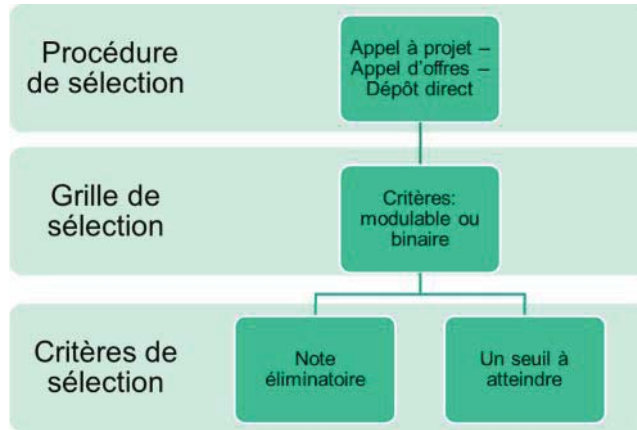 Procédure
de sélection
Appel à projet –
Appel d'offres –
Dépôt direct
Grille de
sélection
Critères:
modulable ou
binaire
Critères de
sélection
Note
éliminatoire
Un seuil à
atteindre